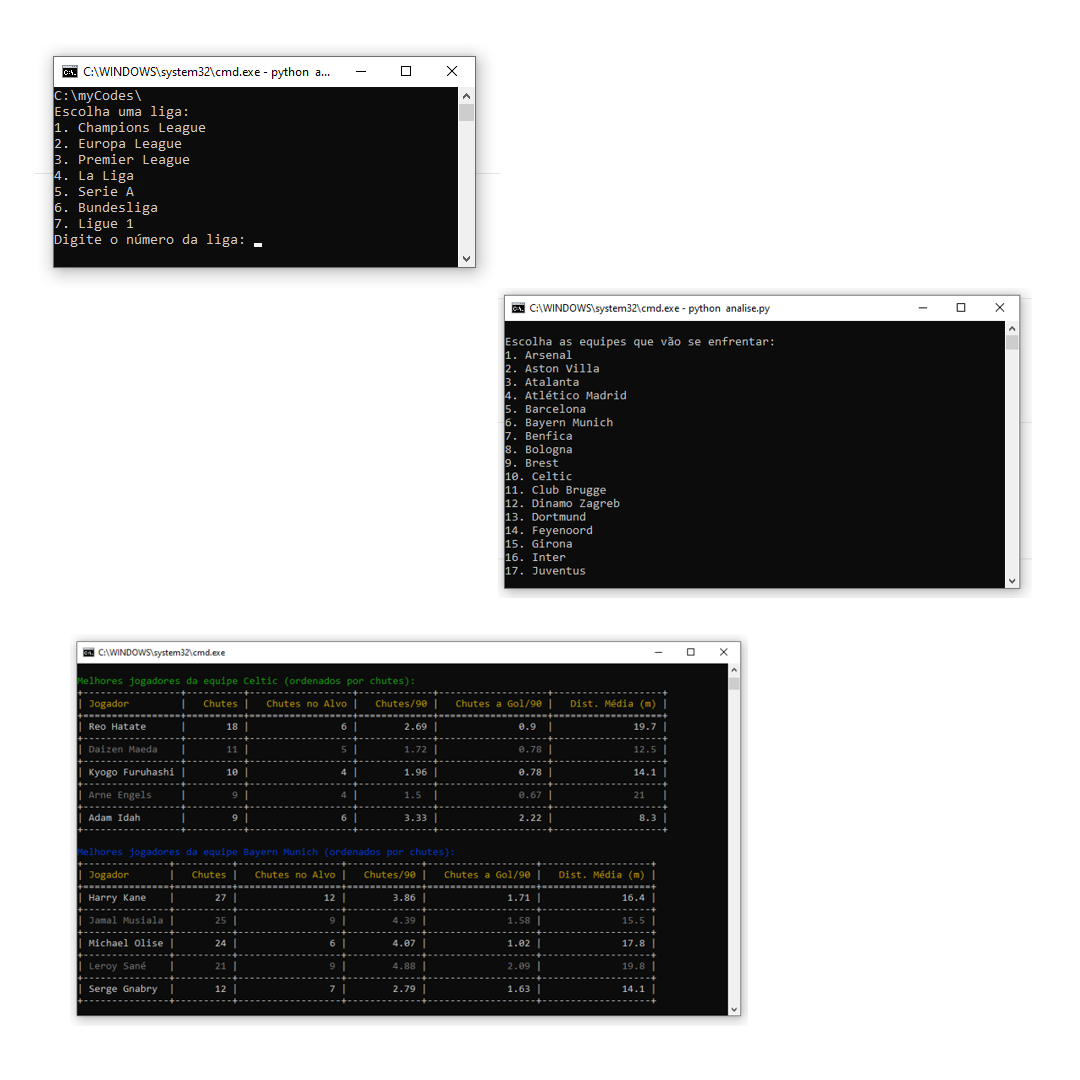 C:\WINDOWS\system32\cmd.exe - python a...
C:\myCodes\
Escolha uma liga:
1. Champions League
2. Europa League
3. Premier League
4. La Liga
5. Serie A
6. Bundesliga
7. Ligue 1
Digite o número da liga:
C:\WINDOWS\system32\cmd.exe - python analise.py
Escolha as equipes que vão se enfrentar:
1. Arsenal
2. Aston Villa
3. Atalanta
4. Atlético Madrid
5. Barcelona
6. Bayern Munich
7. Benfica
8. Bologna
9. Brest
10. Celtic
11. Club Brugge
12. Dinamo Zagreb
13. Dortmund
14. Feyenoord
15. Girona
16. Inter
17. Juventus
C:\WINDOWS\system32\cmd.exe
Melhores jogadores da equipe Celtic (ordenados por chutes):
| Jogador | Chutes | Chutes no Alvo | Chutes/90 | Chutes a Gol/90 | Dist. Média (m) |
| Reo Hatate | 18 | 6 | 2.69 | 0.9 | 19.7 |
| Daizen Maeda | 11 | 5 | 1.72 | 0.78 | 12.5 |
| Kyogo Furuhashi | 10 | 4 | 1.96 | 0.78 | 14.1 |
| Arne Engels | 9 | 4 | 1.5 | 0.67 | 21 |
| Adam Idah | 9 | 6 | 3.33 | 2.22 | 8.3 |
Melhores jogadores da equipe Bayern Munich (ordenados por chutes):
| Jogador | Chutes | Chutes no Alvo | Chutes/90 | Chutes a Gol/90 | Dist. Média (m) |
| Harry Kane | 27 | 12 | 3.86 | 1.71 | 16.4 |
| Jamal Musiala | 25 | 9 | 4.39 | 1.58 | 15.5 |
| Michael Olise | 24 | 6 | 4.07 | 1.02 | 17.8 |
| Leroy Sané | 21 | 9 | 4.88 | 2.09 | 19.8 |
| Serge Gnabry | 12 | 7 | 2.79 | 1.63 | 14.1 |